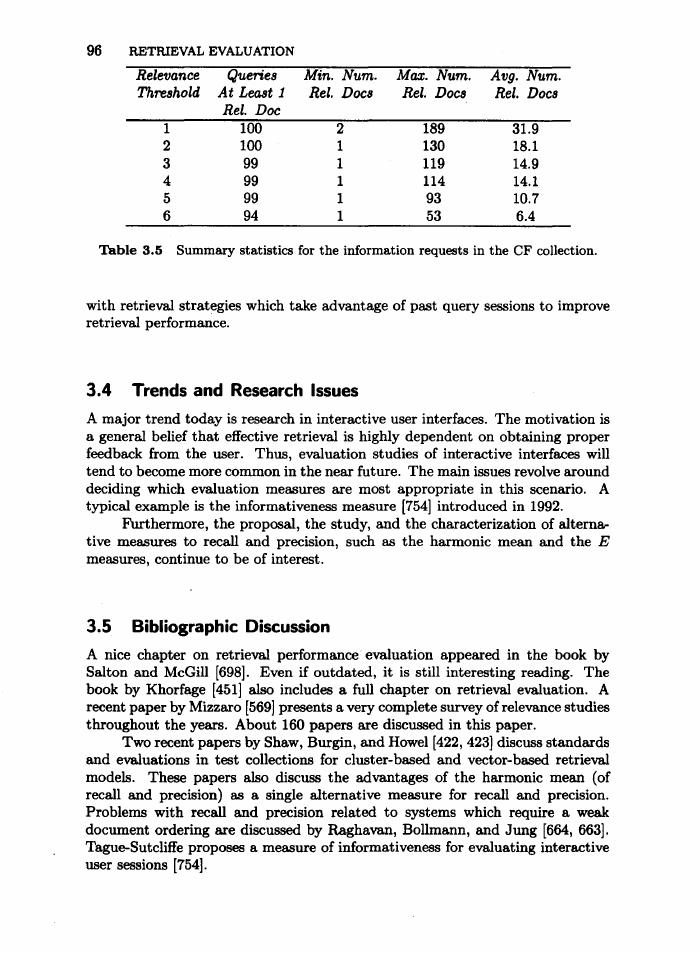 96 RETRIEVAL EVALUATION
Relevance Queries Min. Num. Max. Num. Avg. Num.
Threshold At Least 1 Rel. Docs Rel. Docs Rel. Docs
Rel. Doc
1 100 2 189 31.9
2 100 1 130 18.1
3 99 1 119 14.9
4 99 1 114 14.1
5 99 1 93 10.7
6 94 1 53 6.4
Table 3.5 Summary statistics for the information requests in the CF collection.
with retrieval strategies which take advantage of past query sessions to improve
retrieval performance.
3.4 Trends and Research Issues
A major trend today is research in interactive user interfaces. The motivation is
a general belief that effective retrieval is highly dependent on obtaining proper
feedback from the user. Thus, evaluation studies of interactive interfaces will
tend to become more common in the near future. The main issues revolve around
deciding which evaluation measures are most appropriate in this scenario. A
typical example is the informativeness measure [754] introduced in 1992.
Furthermore, the proposal, the study, and the characterization of alterna-
tive measures to recall and precision, such as the harmonic mean and the E
measures, continue to be of interest.
3.5 Bibliographic Discussion
A nice chapter on retrieval performance evaluation appeared in the book by
Salton and McGill [698]. Even if outdated, it is still interesting reading. The
book by Khorfage [451] also includes a full chapter on retrieval evaluation. A
recent paper by Mizzaro [569] presents a very complete survey of relevance studies
throughout the years. About 160 papers are discussed in this paper.
Two recent papers by Shaw, Burgin, and Howel [422, 423] discuss standards
and evaluations in test collections for cluster-based and vector-based retrieval
models. These papers also discuss the advantages of the harmonic mean (of
recall and precision) as a single alternative measure for recall and precision.
Problems with recall and precision related to systems which require a weak
document ordering are discussed by Raghavan, Bollmann, and Jung [664, 663].
Tague-Sutcliffe proposes a measure of informativeness for evaluating interactive
user sessions [754].